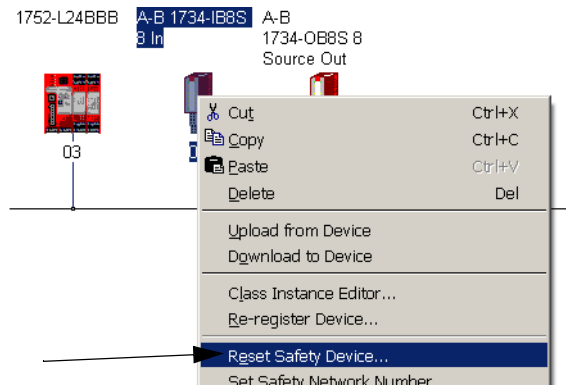 1752-L24BBB
A-B 1734-IB8S
8 In
A-B
1734-OB8S 8
Source Out
03
Cut Ctrl+X
Copy Ctrl+C
Paste Ctrl+V
Delete Del
Upload from Device
Download to Device
Class Instance Editor...
Re-register Device...
Reset Safety Device...
Set Safety Network Number